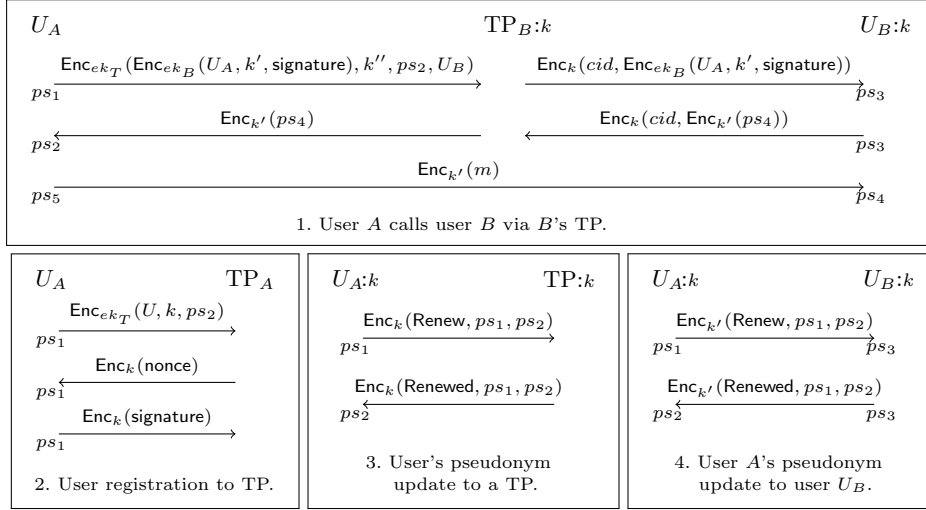 U_A TP_B:k U_B:k
Enc_{ek_T}(Enc_{ek_B}(U_A, k′, signature), k′′, ps_2, U_B) Enc_k(cid, Enc_{ek_B}(U_A, k′, signature))
ps_1 ps_3
Enc_{k′}(ps_4) Enc_k(cid, Enc_{k′}(ps_4))
ps_2 ps_3
Enc_{k′}(m)
ps_5 ps_4
1. User A calls user B via B's TP.
U_A TP_A
Enc_{ek_T}(U, k, ps_2)
ps_1
Enc_k(nonce)
ps_1
Enc_k(signature)
ps_1
2. User registration to TP.
U_A:k TP:k
Enc_k(Renew, ps_1, ps_2)
ps_1
Enc_k(Renewed, ps_1, ps_2)
ps_2
3. User's pseudonym
update to a TP.
U_A:k U_B:k
Enc_{k′}(Renew, ps_1, ps_2)
ps_1 ps_3
Enc_{k′}(Renewed, ps_1, ps_2)
ps_2 ps_3
4. User A's pseudonym
update to user U_B.